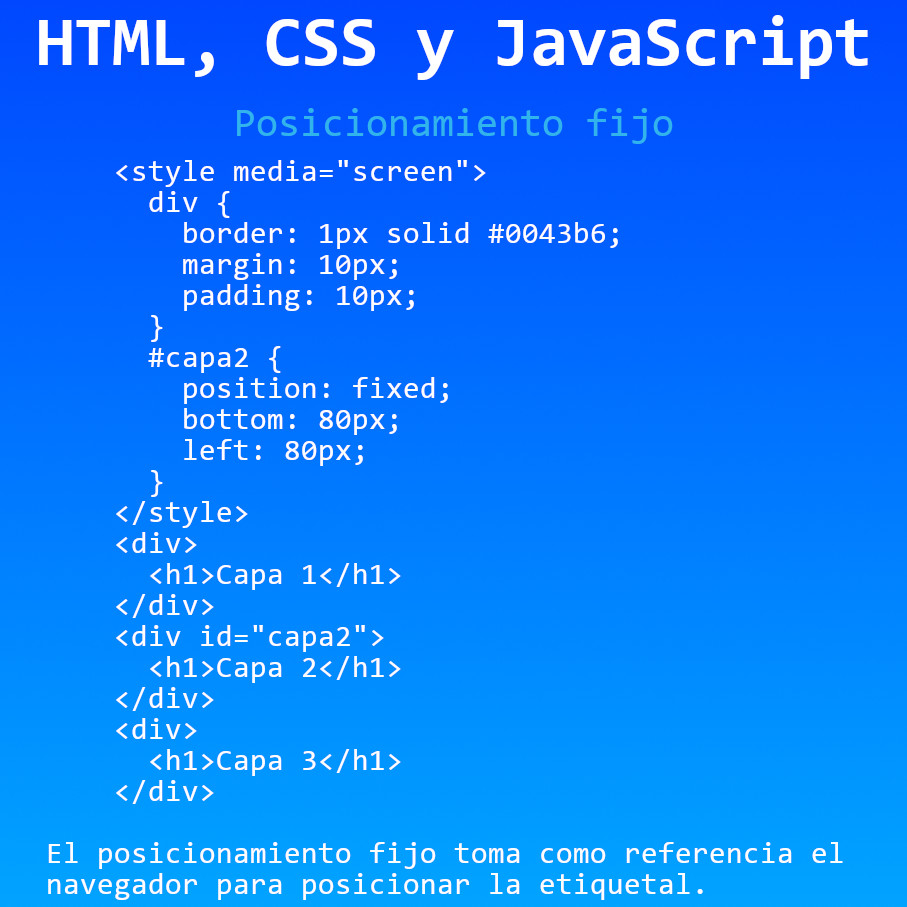 HTML, CSS y JavaScript
Posicionamiento fijo
<style media="screen">
  div {
    border: 1px solid #0043b6;
    margin: 10px;
    padding: 10px;
  }
  #capa2 {
    position: fixed;
    bottom: 80px;
    left: 80px;
  }
</style>
<div>
  <h1>Capa 1</h1>
</div>
<div id="capa2">
  <h1>Capa 2</h1>
</div>
<div>
  <h1>Capa 3</h1>
</div>
El posicionamiento fijo toma como referencia el
navegador para posicionar la etiquetal.